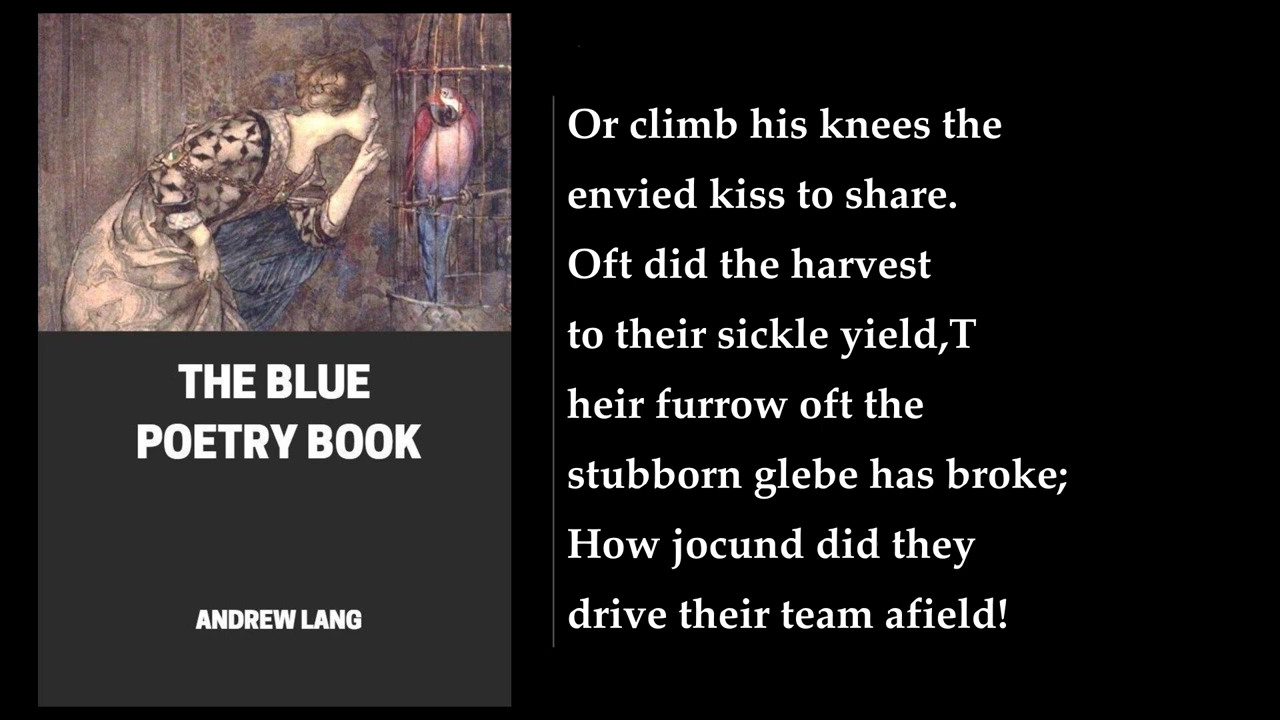 THE BLUE
POETRY BOOK
ANDREW LANG
Or climb his knees the
envied kiss to share.
Oft did the harvest
to their sickle yield,T
heir furrow oft the
stubborn glebe has broke;
How jocund did they
drive their team afield!